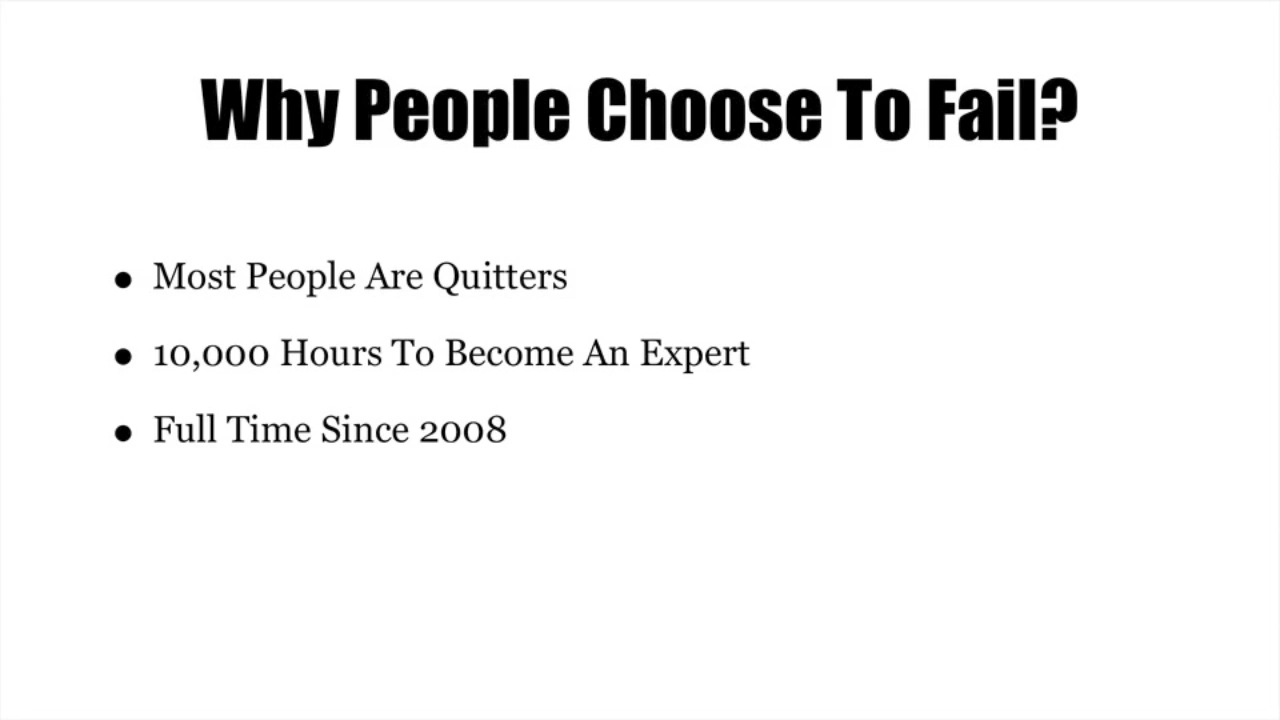 Why People Choose To Fail?
• Most People Are Quitters
• 10,000 Hours To Become An Expert
• Full Time Since 2008